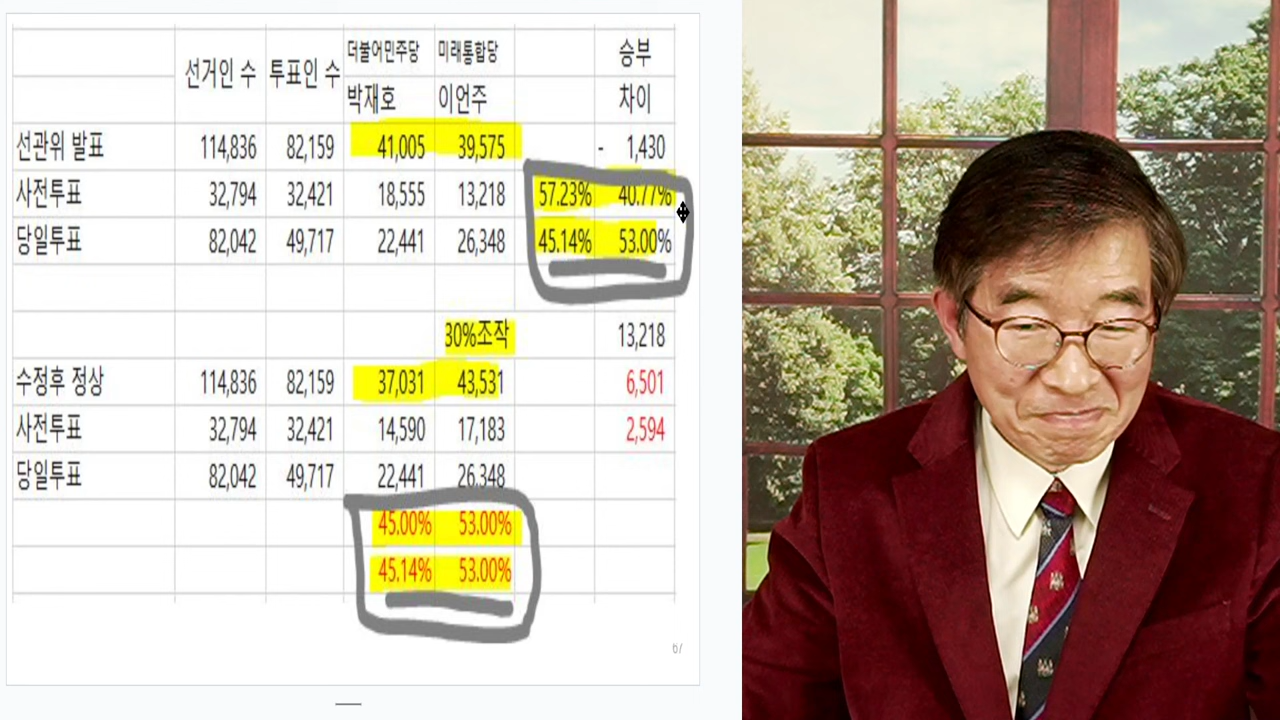 더불어민주당 미래통합당 승부
선거인 수 투표인 수
박재호 이언주 차이
선관위 발표 114,836 82,159 41,005 39,575 - 1,430
사전투표 32,794 32,421 18,555 13,218 57.23% 40.77%
당일투표 82,042 49,717 22,441 26,348 45.14% 53.00%
30%조작 13,218
수정후 정상 114,836 82,159 37,031 43,531 6,501
사전투표 32,794 32,421 14,590 17,183 2,594
당일투표 82,042 49,717 22,441 26,348
45.00% 53.00%
45.14% 53.00%
67